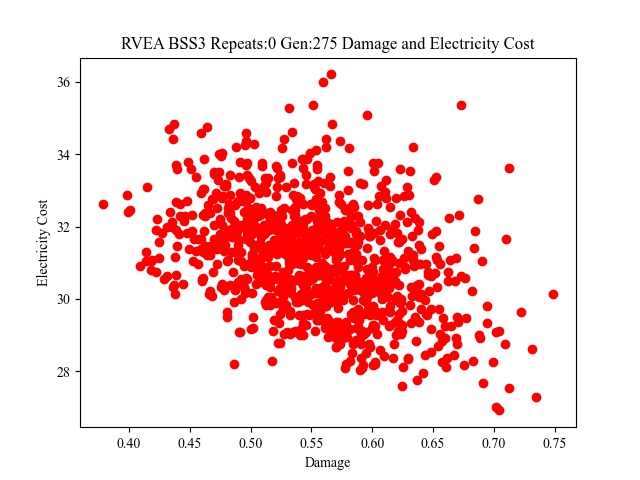 RVEA BSS3 Repeats:0 Gen:275 Damage and Electricity Cost
36
34
32
30
28
Electricity Cost
0.40 0.45 0.50 0.55 0.60 0.65 0.70 0.75
Damage